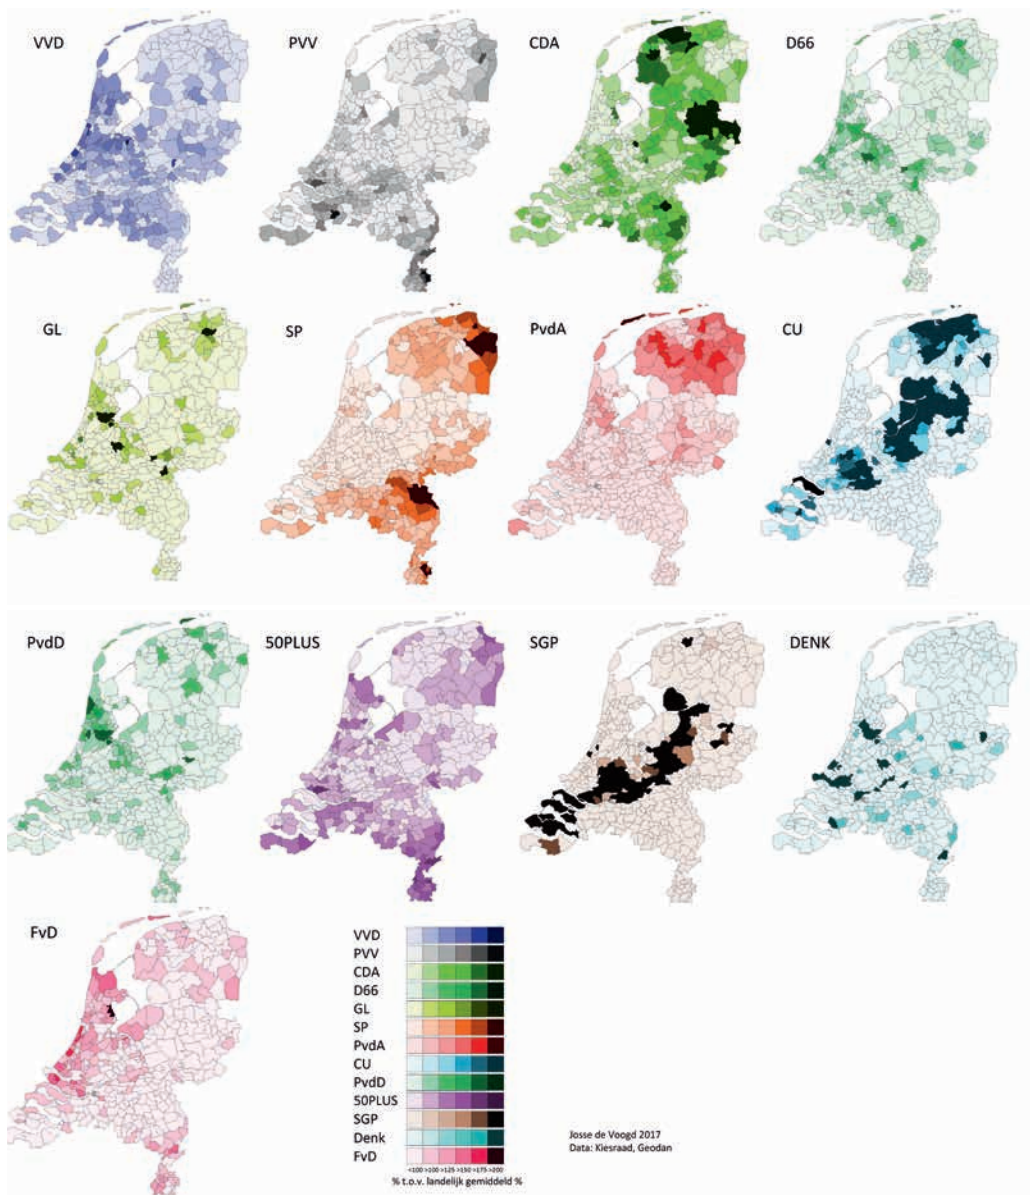 VVD
PVV
CDA
D66
GL
SP
PvdA
CU
PvdD
50PLUS
SGP
DENK
FvD
VVD
PVV
CDA
D66
GL
SP
PvdA
CU
PvdD
50PLUS
SGP
Denk
FvD
<100 >100 >125 >150 >175 >200
% t.o.v. landelijk gemiddeld %
Josse de Voogd 2017
Data: Kiesraad, Geodan